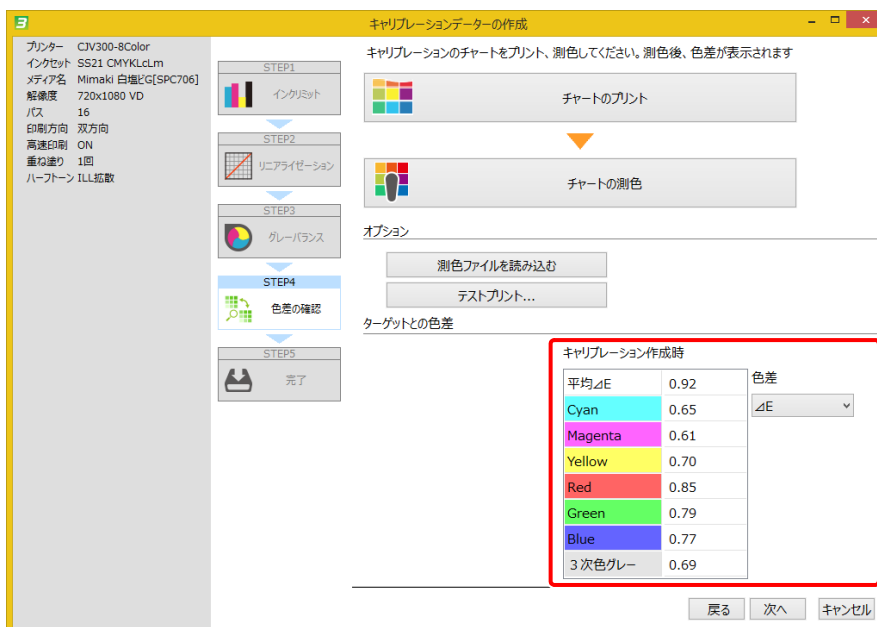 キャリブレーションデーターの作成
プリンター CJV300-8Color
インクセット SS21 CMYKLcLm
メディア名 Mimaki 白塩ビG[SPC706]
解像度 720x1080 VD
パス 16
印刷方向 双方向
高速印刷 ON
重ね塗り 1回
ハーフトーン ILL拡散
STEP1
インクリミット
STEP2
リニアライゼーション
STEP3
グレーバランス
STEP4
色差の確認
STEP5
完了
キャリブレーションのチャートをプリント、測色してください。測色後、色差が表示されます
チャートのプリント
チャートの測色
オプション
測色ファイルを読み込む
テストプリント...
ターゲットとの色差
キャリブレーション作成時
平均⊿E 0.92
Cyan 0.65
Magenta 0.61
Yellow 0.70
Red 0.85
Green 0.79
Blue 0.77
３次色グレー 0.69
色差
⊿E
戻る 次へ キャンセル